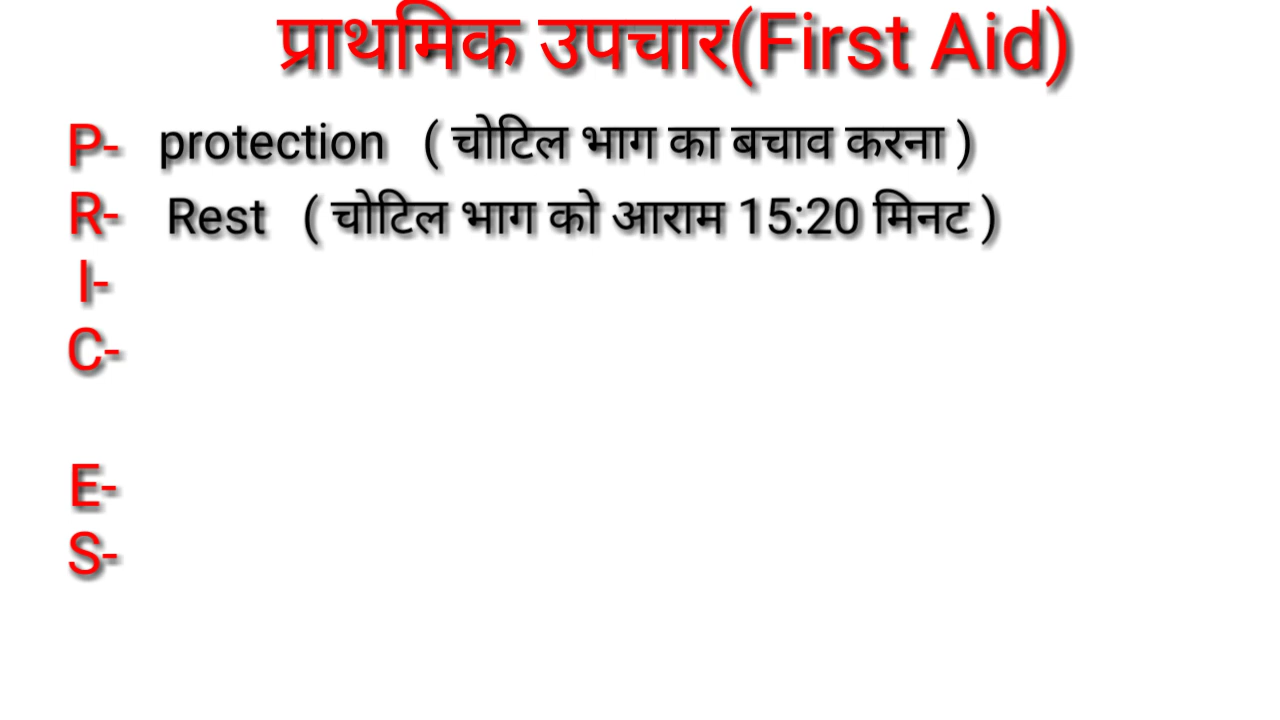 प्राथमिक उपचार(First Aid)
P- protection ( चोटिल भाग का बचाव करना )
R- Rest ( चोटिल भाग को आराम 15:20 मिनट )
I-
C-
E-
S-